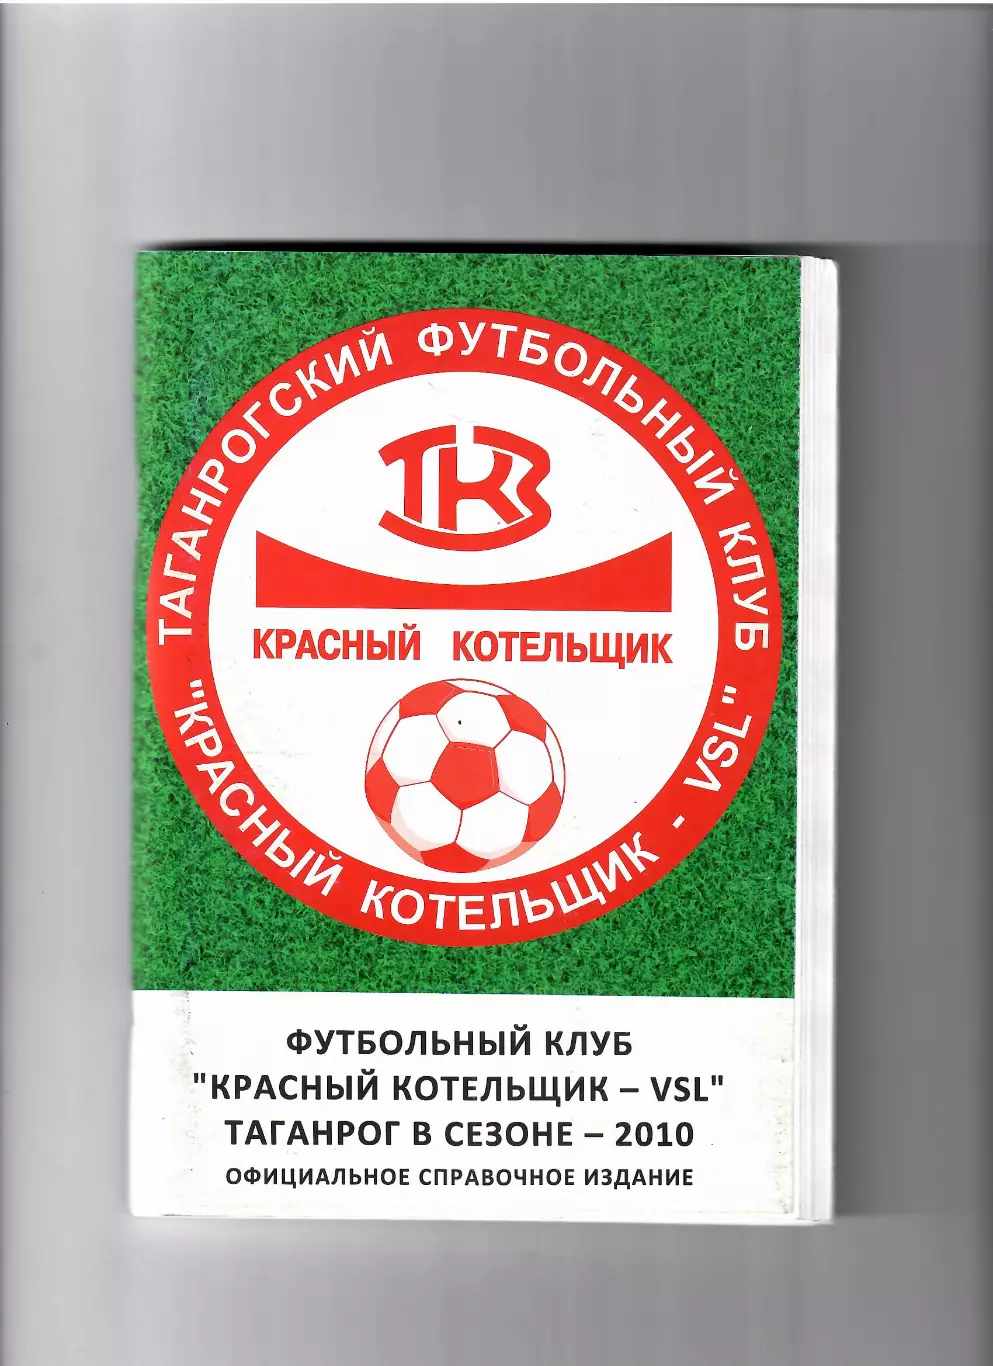 ТАГАНРОГСКИЙ ФУТБОЛЬНЫЙ КЛУБ
ТКЗ
КРАСНЫЙ КОТЕЛЬЩИК
"КРАСНЫЙ КОТЕЛЬЩИК - VSL"
ФУТБОЛЬНЫЙ КЛУБ
"КРАСНЫЙ КОТЕЛЬЩИК – VSL"
ТАГАНРОГ В СЕЗОНЕ – 2010
ОФИЦИАЛЬНОЕ СПРАВОЧНОЕ ИЗДАНИЕ